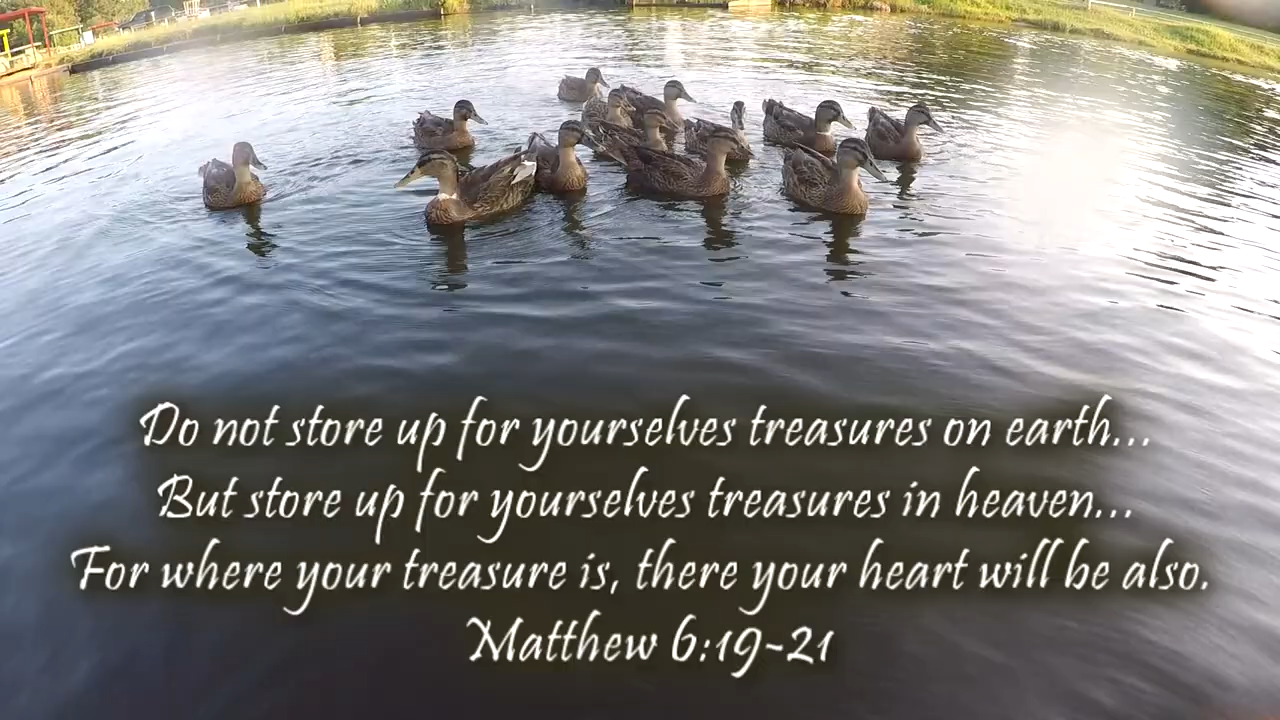 Do not store up for yourselves treasures on earth...
But store up for yourselves treasures in heaven...
For where your treasure is, there your heart will be also.
Matthew 6:19-21